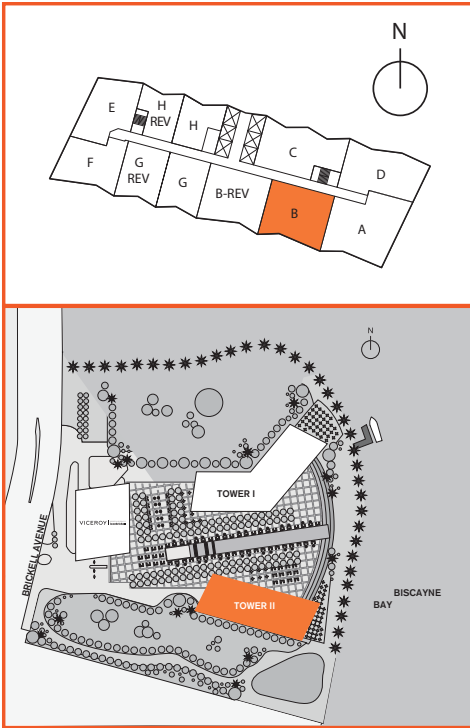 N
E
H
REV
H
C
D
F
G
REV
G
B-REV
B
A
N
TOWER I
VICEROY
BRICKELL AVENUE
BISCAYNE
BAY
TOWER II